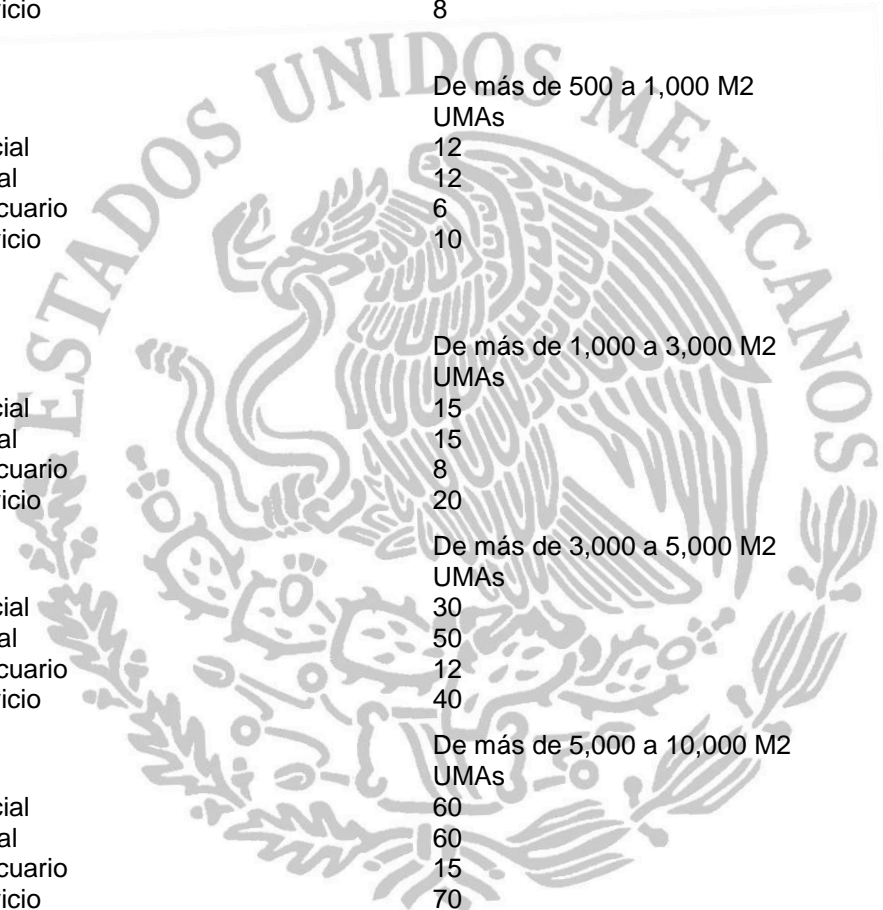 icio 8
De más de 500 a 1,000 M2
UMAs
cial 12
al 12
cuario 6
icio 10
De más de 1,000 a 3,000 M2
UMAs
cial 15
al 15
cuario 8
icio 20
De más de 3,000 a 5,000 M2
UMAs
cial 30
al 50
cuario 12
icio 40
De más de 5,000 a 10,000 M2
UMAs
cial 60
al 60
cuario 15
icio 70
ESTADOS UNIDOS MEXICANOS